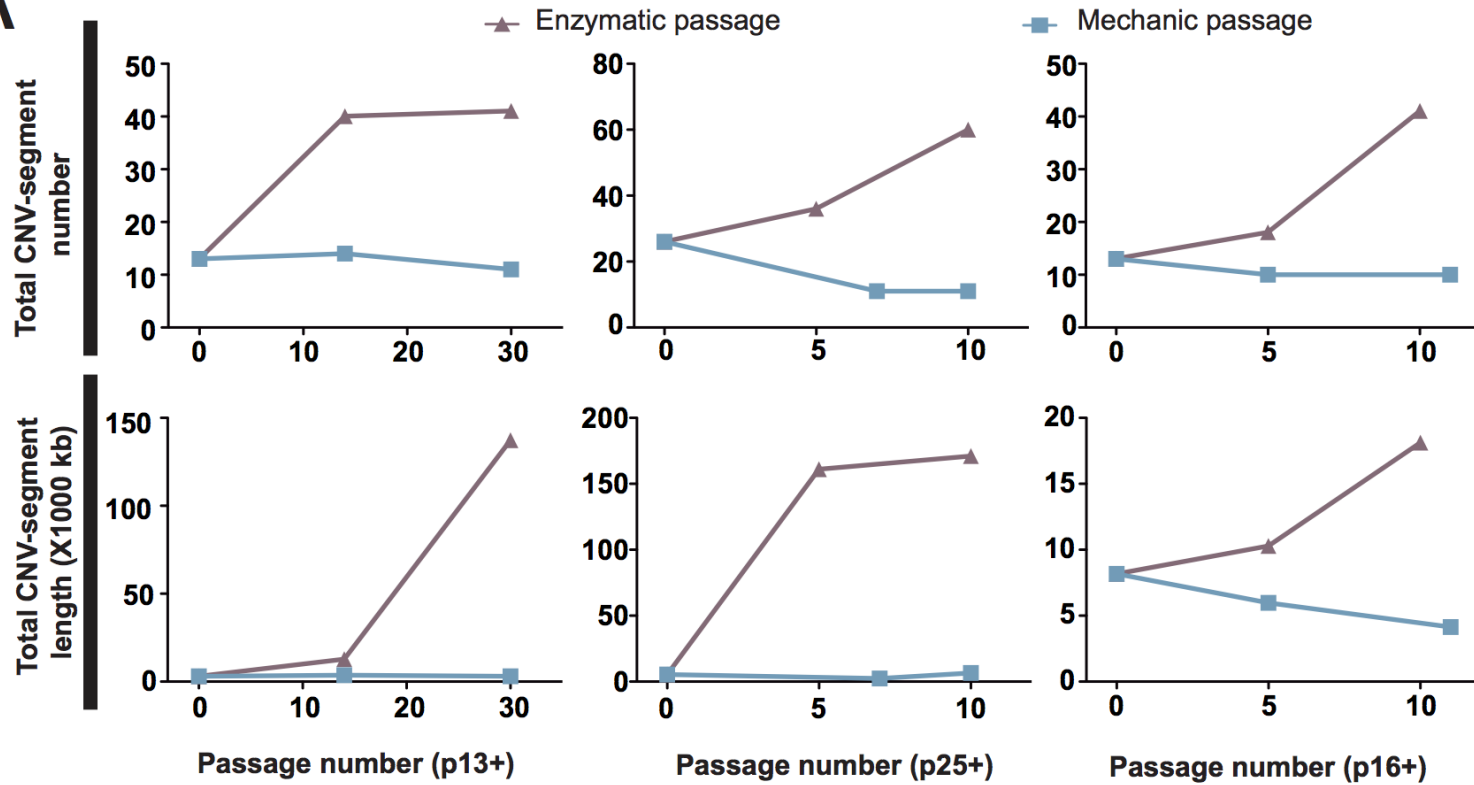 A
Enzymatic passage
Mechanic passage
Total CNV-segment
number
50
40
30
20
10
0
0 10 20 30
80
60
40
20
0
0 5 10
50
40
30
20
10
0
0 5 10
Total CNV-segment
length (X1000 kb)
150
100
50
0
0 10 20 30
200
150
100
50
0
0 5 10
20
15
10
5
0
0 5 10
Passage number (p13+)
Passage number (p25+)
Passage number (p16+)